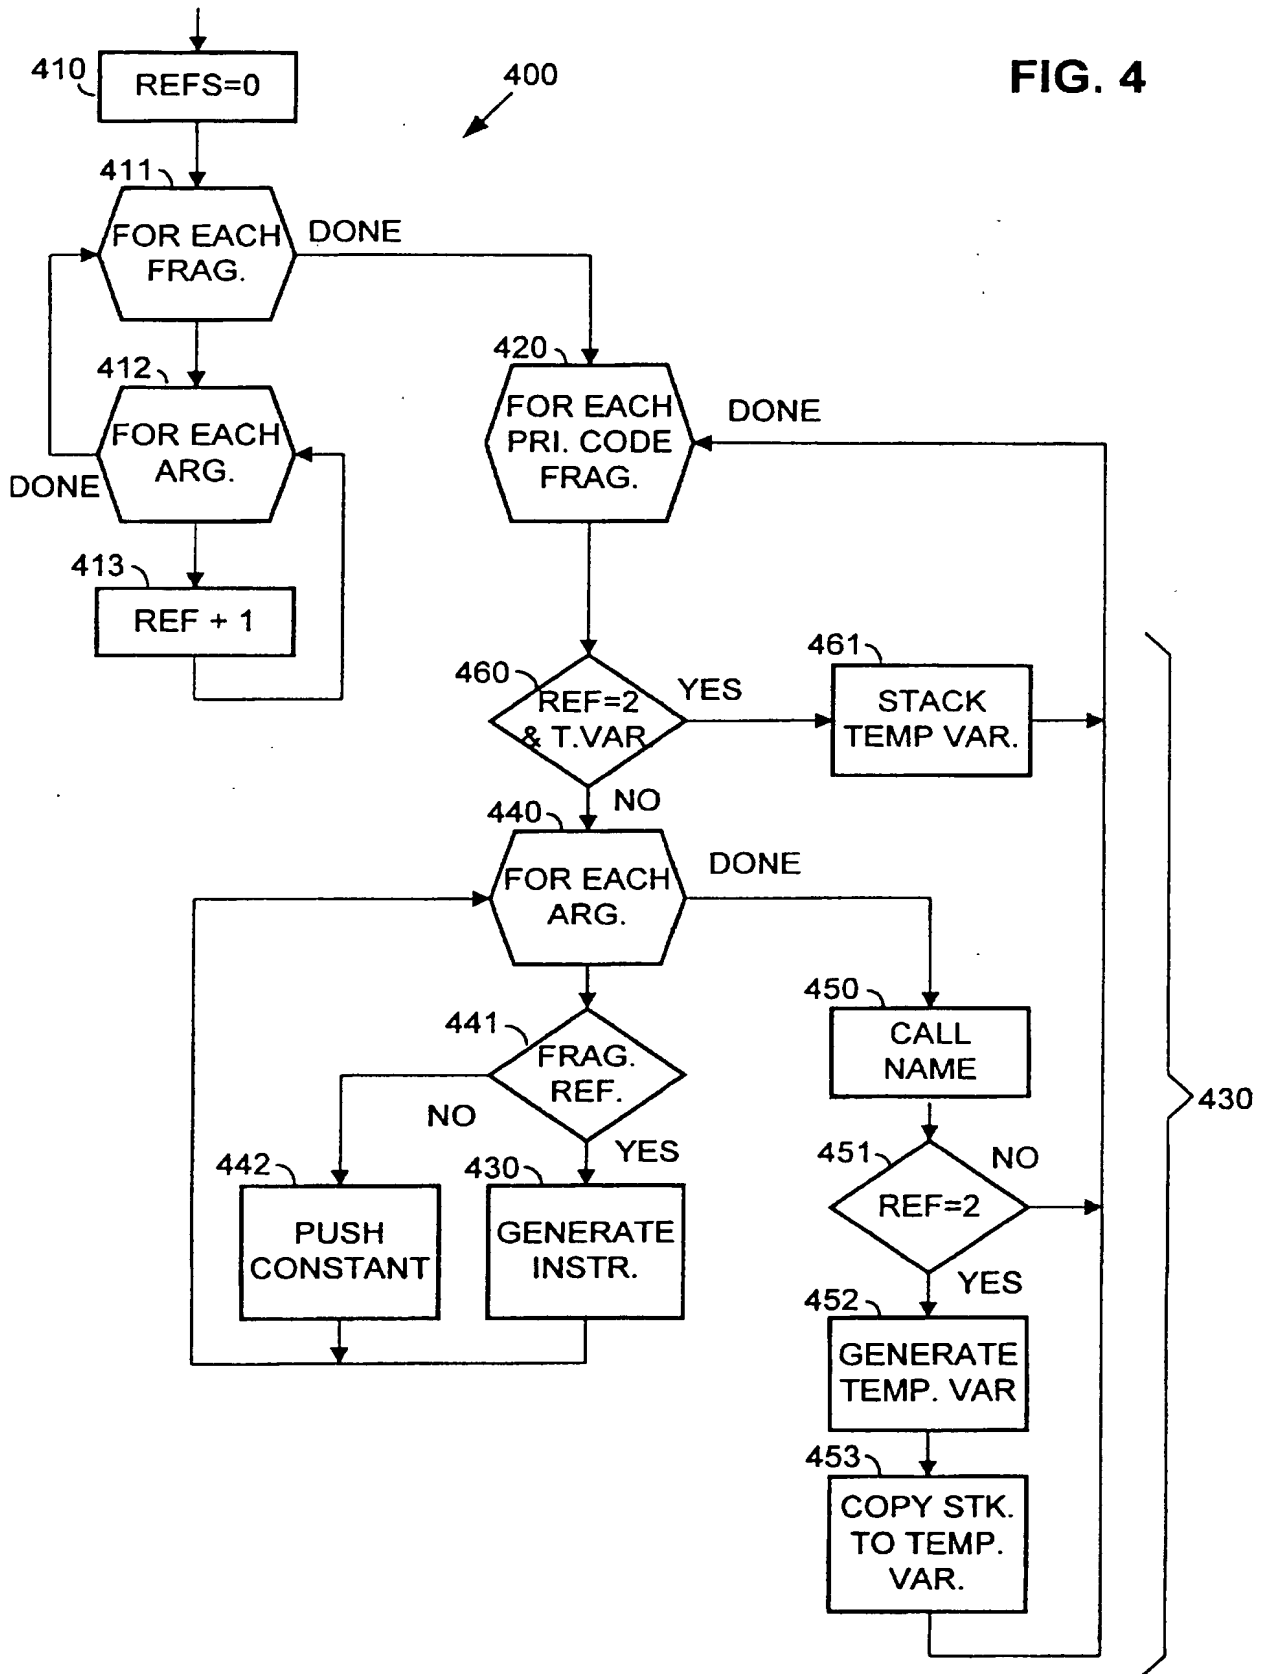 FIG. 4
400
410
REFS=0
411
FOR EACH
FRAG.
DONE
412
FOR EACH
ARG.
DONE
413
REF + 1
420
FOR EACH
PRI. CODE
FRAG.
DONE
460
REF=2
& T.VAR
YES
NO
461
STACK
TEMP VAR.
440
FOR EACH
ARG.
DONE
441
FRAG.
REF.
NO
YES
442
PUSH
CONSTANT
430
GENERATE
INSTR.
450
CALL
NAME
451
REF=2
NO
YES
452
GENERATE
TEMP. VAR
453
COPY STK.
TO TEMP.
VAR.
430